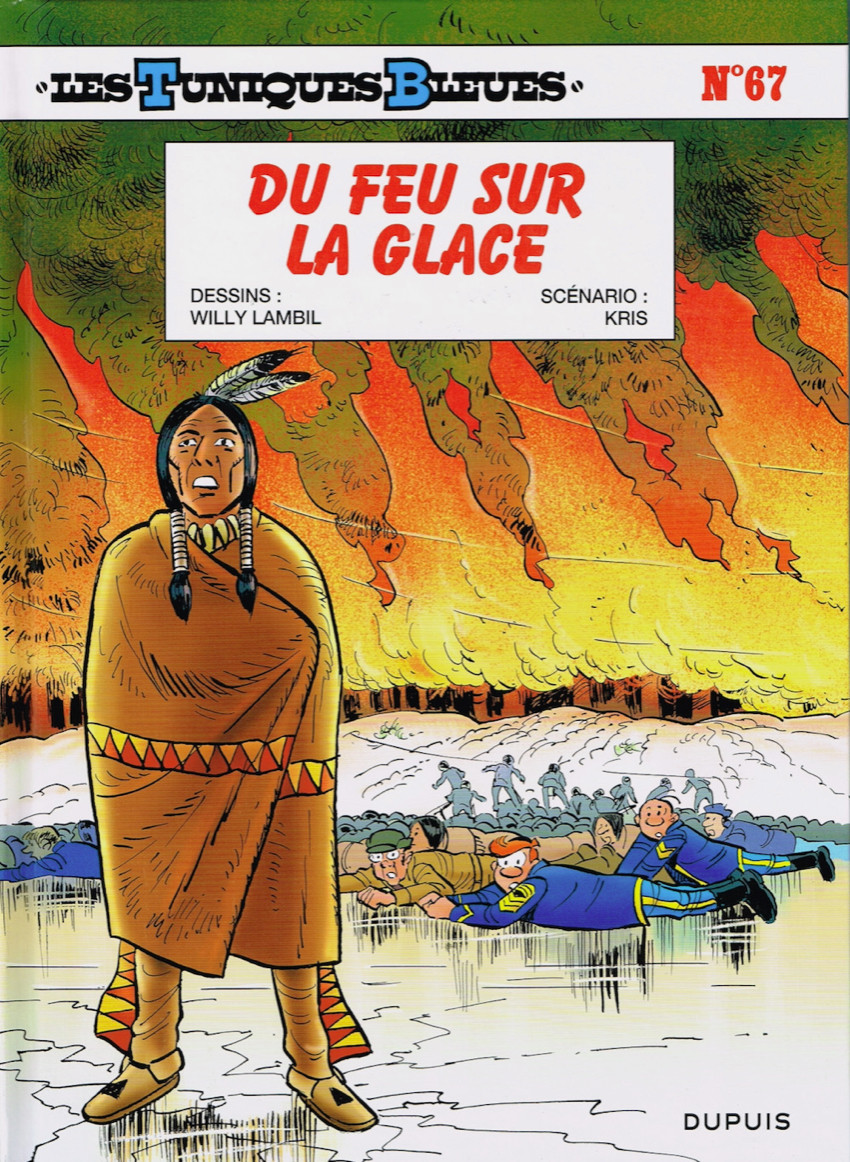 LES TUNIQUES BLEUES
N°67
DU FEU SUR
LA GLACE
DESSINS :
WILLY LAMBIL
SCÉNARIO :
KRIS
DUPUIS